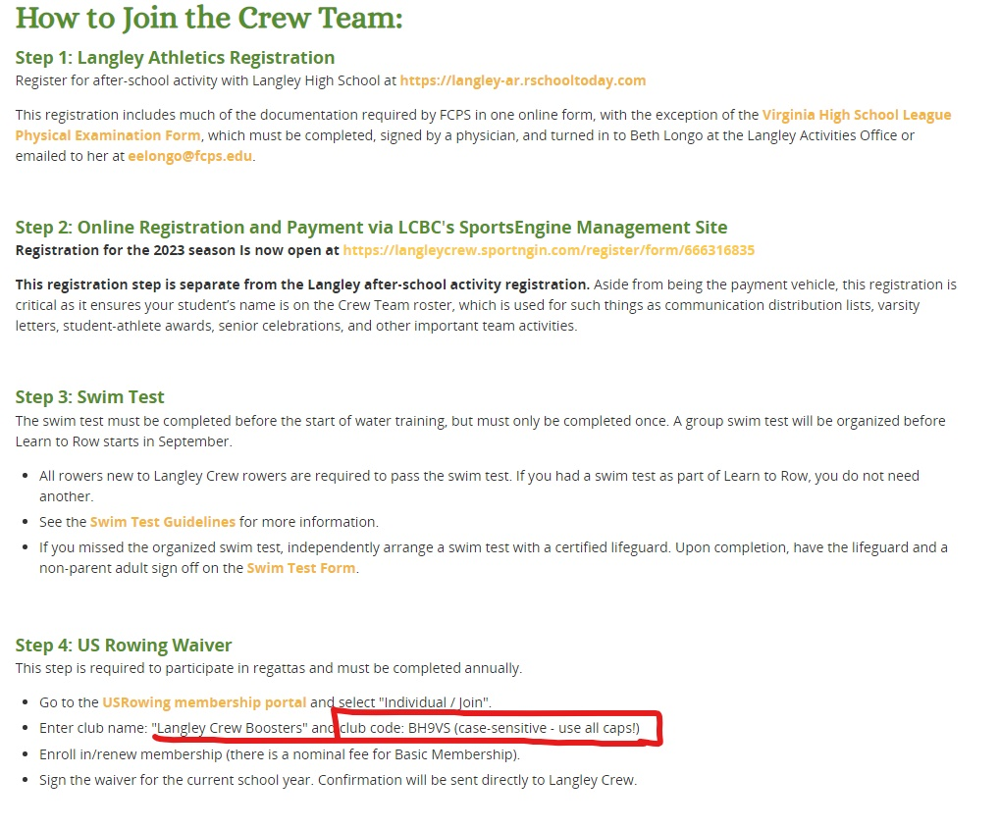 How to Join the Crew Team:
Step 1: Langley Athletics Registration
Register for after-school activity with Langley High School at https://langley-ar.rschooltoday.com
This registration includes much of the documentation required by FCPS in one online form, with the exception of the Virginia High School League
Physical Examination Form, which must be completed, signed by a physician, and turned in to Beth Longo at the Langley Activities Office or
emailed to her at eelongo@fcps.edu.
Step 2: Online Registration and Payment via LCBC's SportsEngine Management Site
Registration for the 2023 season Is now open at https://langleycrew.sportngin.com/register/form/666316835
This registration step is separate from the Langley after-school activity registration. Aside from being the payment vehicle, this registration is
critical as it ensures your student’s name is on the Crew Team roster, which is used for such things as communication distribution lists, varsity
letters, student-athlete awards, senior celebrations, and other important team activities.
Step 3: Swim Test
The swim test must be completed before the start of water training, but must only be completed once. A group swim test will be organized before
Learn to Row starts in September.
• All rowers new to Langley Crew rowers are required to pass the swim test. If you had a swim test as part of Learn to Row, you do not need
another.
• See the Swim Test Guidelines for more information.
• If you missed the organized swim test, independently arrange a swim test with a certified lifeguard. Upon completion, have the lifeguard and a
non-parent adult sign off on the Swim Test Form.
Step 4: US Rowing Waiver
This step is required to participate in regattas and must be completed annually.
• Go to the USRowing membership portal and select "Individual / Join".
• Enter club name: "Langley Crew Boosters" and club code: BH9VS (case-sensitive - use all caps!)
• Enroll in/renew membership (there is a nominal fee for Basic Membership).
• Sign the waiver for the current school year. Confirmation will be sent directly to Langley Crew.